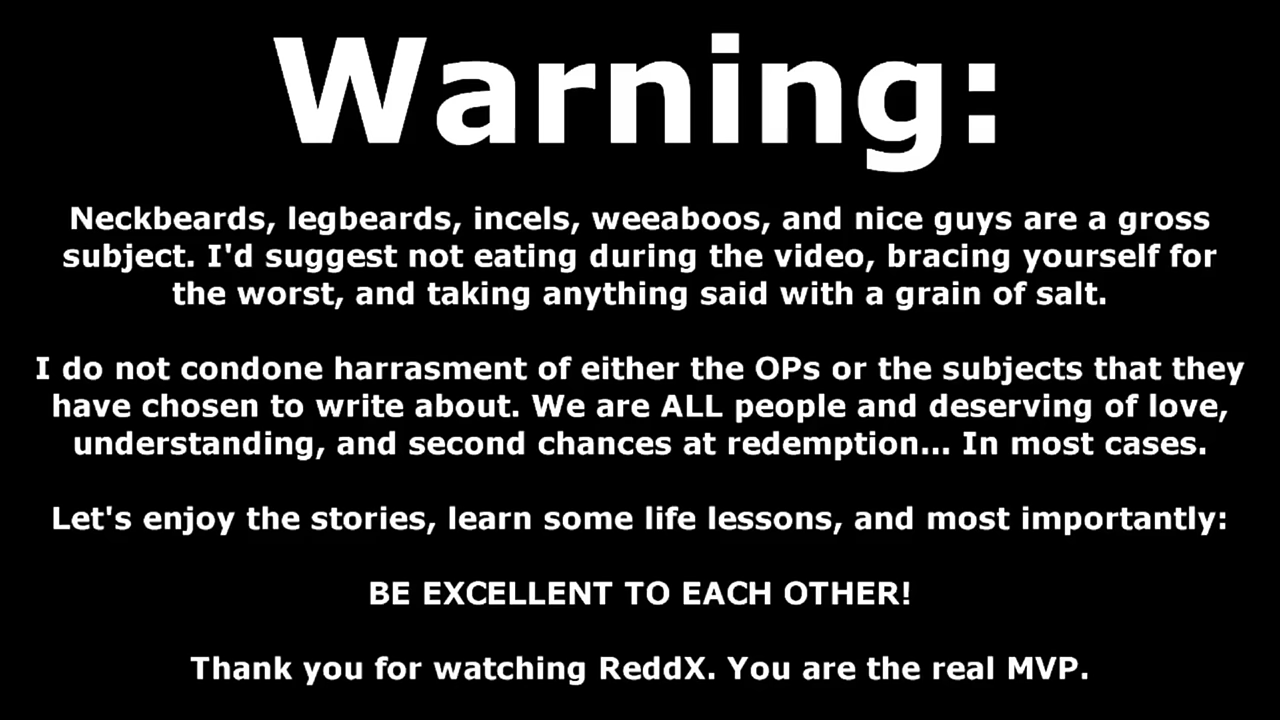 Warning:
Neckbeards, legbeards, incels, weeaboos, and nice guys are a gross
subject. I'd suggest not eating during the video, bracing yourself for
the worst, and taking anything said with a grain of salt.
I do not condone harrasment of either the OPs or the subjects that they
have chosen to write about. We are ALL people and deserving of love,
understanding, and second chances at redemption... In most cases.
Let's enjoy the stories, learn some life lessons, and most importantly:
BE EXCELLENT TO EACH OTHER!
Thank you for watching ReddX. You are the real MVP.